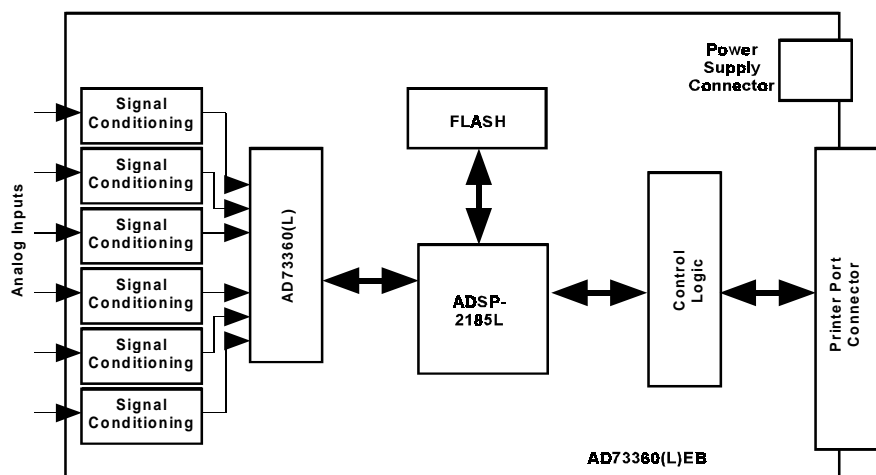 Power
Supply
Connector
Signal
Conditioning
Signal
Conditioning
Signal
Conditioning
Signal
Conditioning
Signal
Conditioning
Signal
Conditioning
Analog Inputs
AD73360(L)
FLASH
ADSP-
2185L
Control
Logic
Printer Port
Connector
AD73360(L)EB